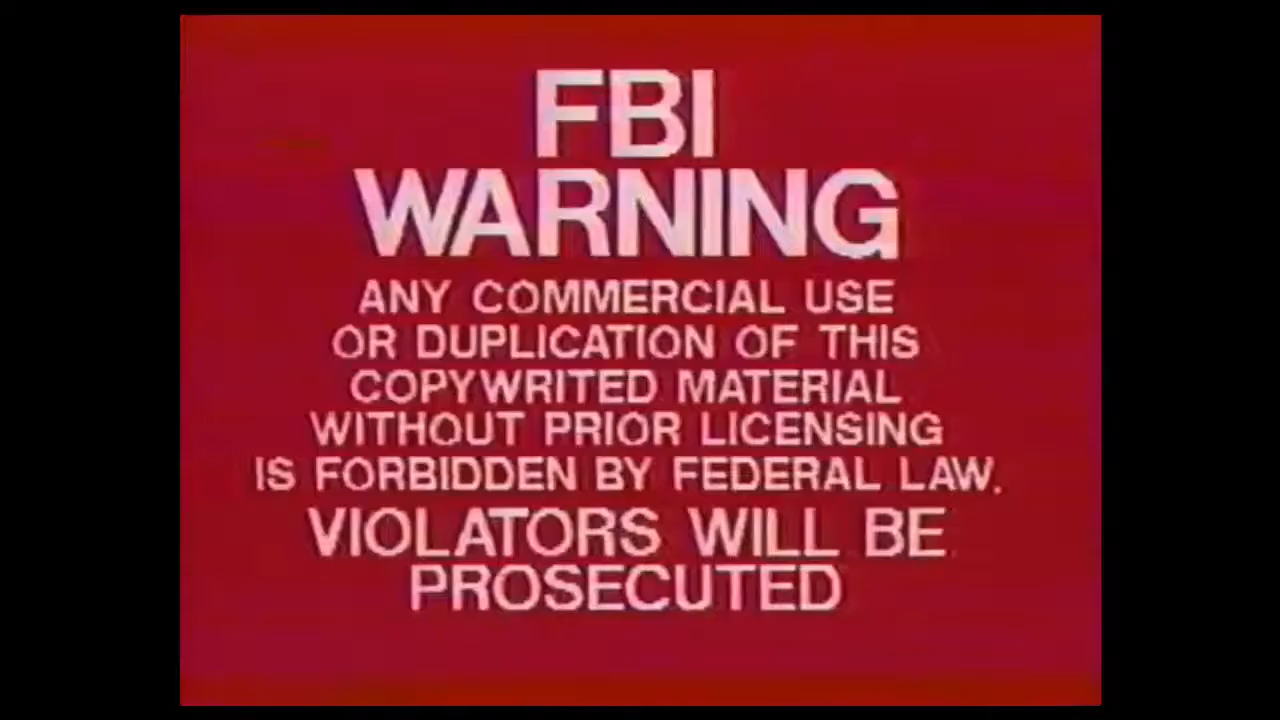 FBI
WARNING
ANY COMMERCIAL USE
OR DUPLICATION OF THIS
COPYWRITED MATERIAL
WITHOUT PRIOR LICENSING
IS FORBIDDEN BY FEDERAL LAW.
VIOLATORS WILL BE
PROSECUTED